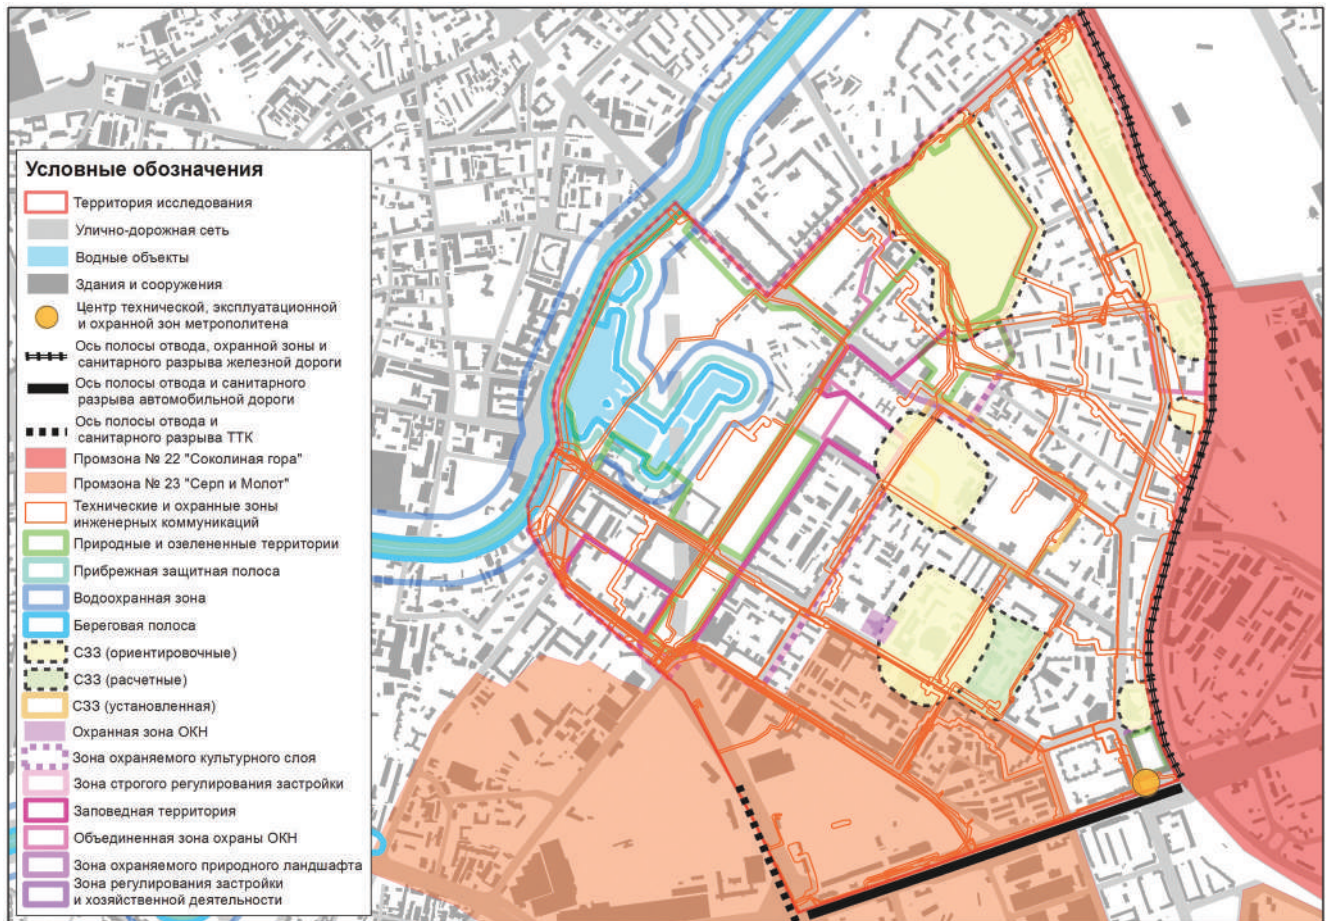 Условные обозначения
Территория исследования
Улично-дорожная сеть
Водные объекты
Здания и сооружения
Центр технической, эксплуатационной
и охранной зон метрополитена
Ось полосы отвода, охранной зоны и
санитарного разрыва железной дороги
Ось полосы отвода и санитарного
разрыва автомобильной дороги
Ось полосы отвода и
санитарного разрыва ТТК
Промзона № 22 "Соколиная гора"
Промзона № 23 "Серп и Молот"
Технические и охранные зоны
инженерных коммуникаций
Природные и озелененные территории
Прибрежная защитная полоса
Водоохранная зона
Береговая полоса
СЗЗ (ориентировочные)
СЗЗ (расчетные)
СЗЗ (установленная)
Охранная зона ОКН
Зона охраняемого культурного слоя
Зона строгого регулирования застройки
Заповедная территория
Объединенная зона охраны ОКН
Зона охраняемого природного ландшафта
Зона регулирования застройки
и хозяйственной деятельности